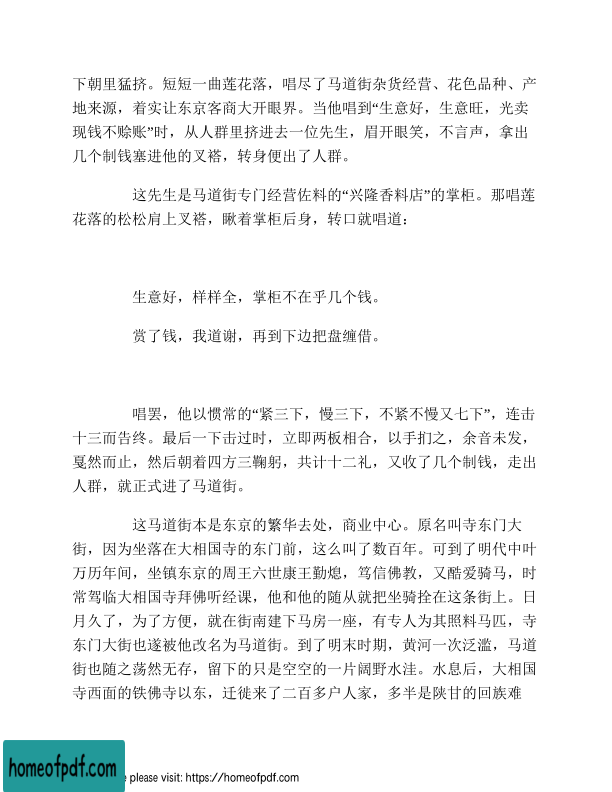 下朝里猛挤。短短一曲莲花落，唱尽了马道街杂货经营、花色品种、产
地来源，着实让东京客商大开眼界。当他唱到“生意好，生意旺，光卖
现钱不赊账”时，从人群里挤进去一位先生，眉开眼笑，不言声，拿出
几个制钱塞进他的叉褡，转身便出了人群。
这先生是马道街专门经营佐料的“兴隆香料店”的掌柜。那唱莲
花落的松松肩上叉褡，瞅着掌柜后身，转口就唱道：
生意好，样样全，掌柜不在乎几个钱。
赏了钱，我道谢，再到下边把盘缠借。
唱罢，他以惯常的“紧三下，慢三下，不紧不慢又七下”，连击
十三而告终。最后一下击过时，立即两板相合，以手扪之，余音未发，
戛然而止，然后朝着四方三鞠躬，共计十二礼，又收了几个制钱，走出
人群，就正式进了马道街。
这马道街本是东京的繁华去处，商业中心。原名叫寺东门大
街，因为坐落在大相国寺的东门前，这么叫了数百年。可到了明代中叶
万历年间，坐镇东京的周王六世康王勤熄，笃信佛教，又酷爱骑马，时
常驾临大相国寺拜佛听经课，他和他的随从就把坐骑拴在这条街上。日
月久了，为了方便，就在街南建下马房一座，有专人为其照料马匹，寺
东门大街也遂被他改名为马道街。到了明末时期，黄河一次泛滥，马道
街也随之荡然无存，留下的只是空空的一片阔野水洼。水息后，大相国
寺西面的铁佛寺以东，迁徙来了二百多户人家，多半是陕甘的回族难
homeofpdf.com
e please visit: https://homeofpdf.com